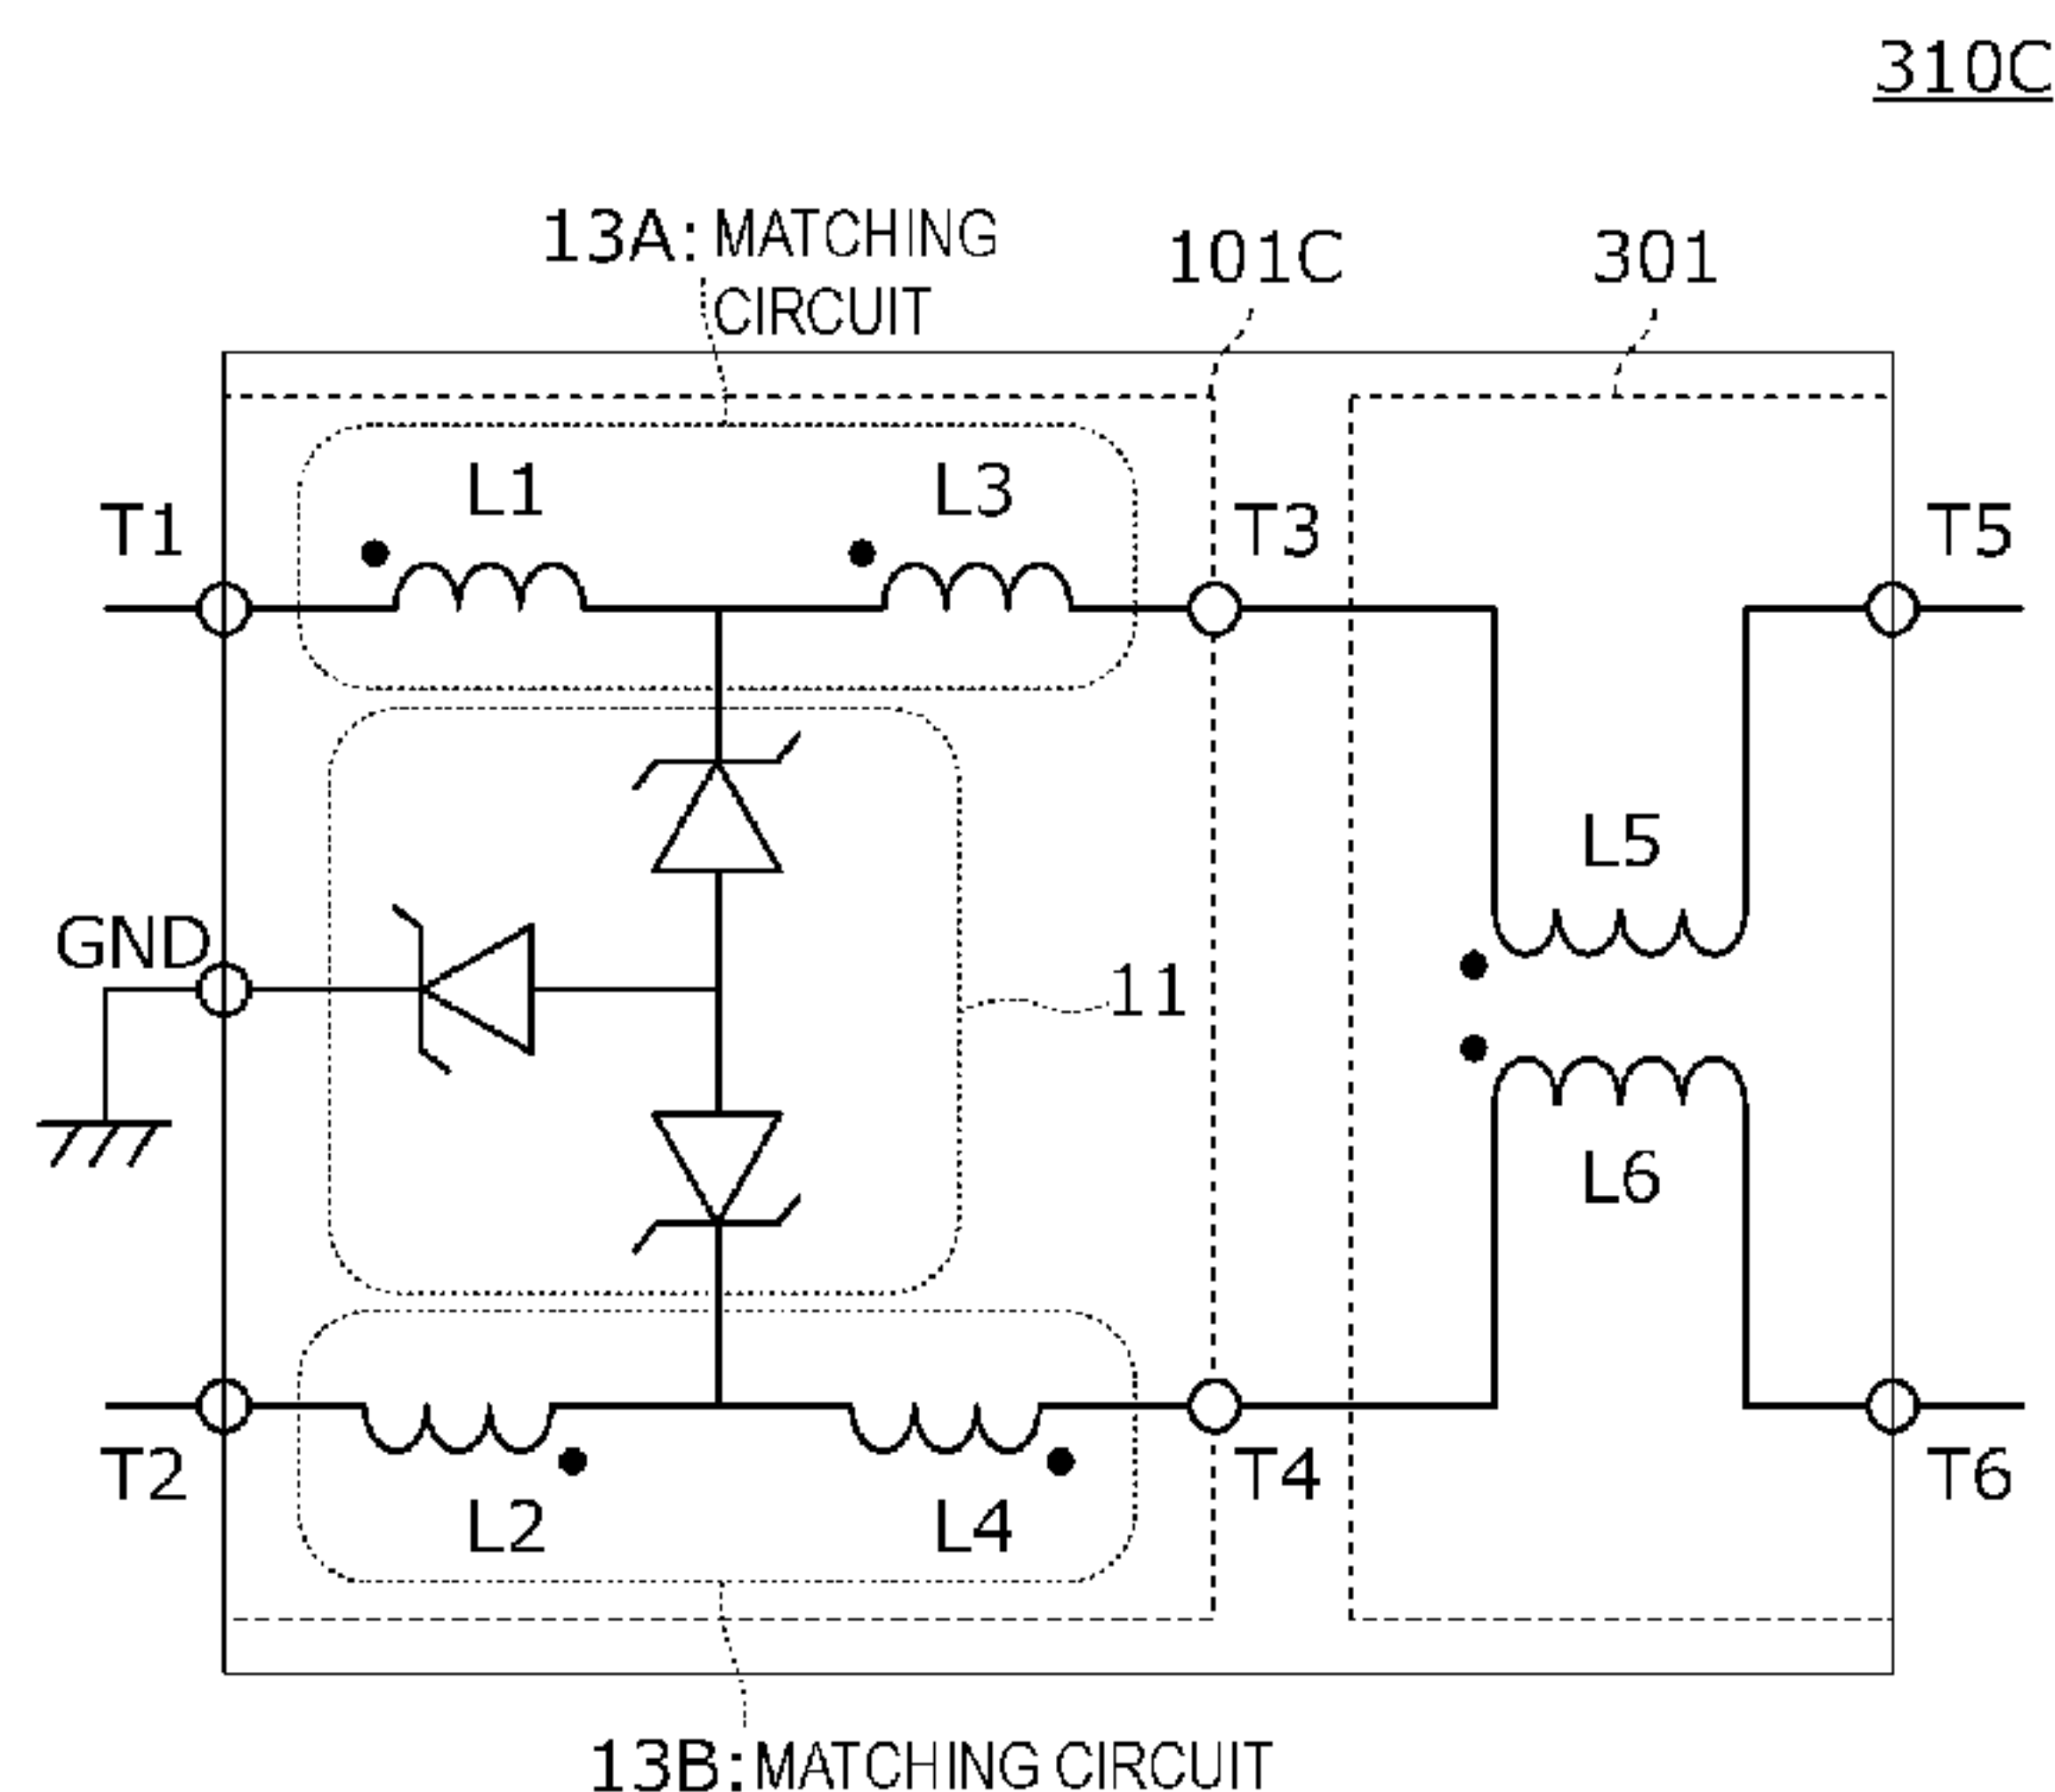 310C
13A: MATCHING
CIRCUIT
101C
301
L1
L3
T1
T3
T5
L5
GND
11
L6
T2
T4
T6
L2
L4
13B: MATCHING CIRCUIT